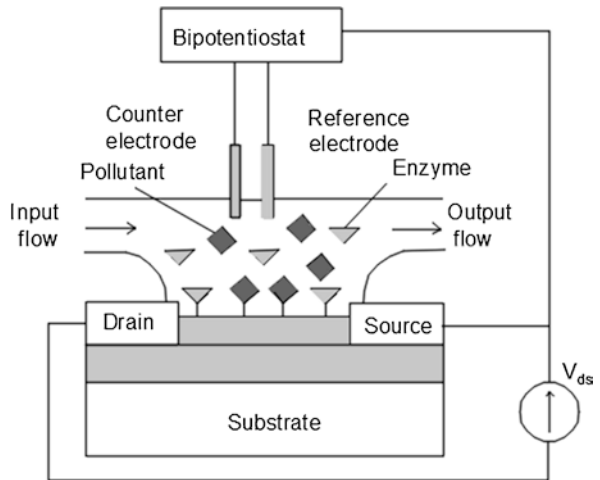 Bipotentiostat
Counter
electrode
Reference
electrode
Pollutant
Enzyme
Input
flow
Output
flow
Drain
Source
Vds
Substrate